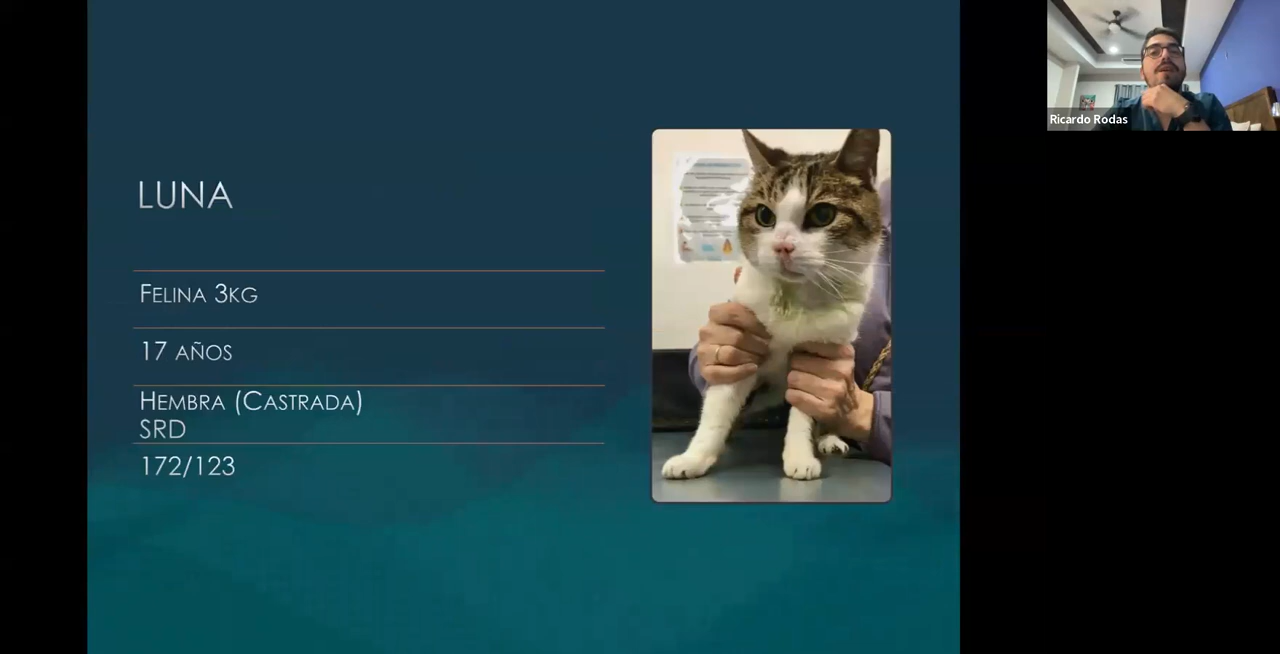 LUNA
FELINA 3KG
17 AÑOS
HEMBRA (CASTRADA)
SRD
172/123
Ricardo Rodas